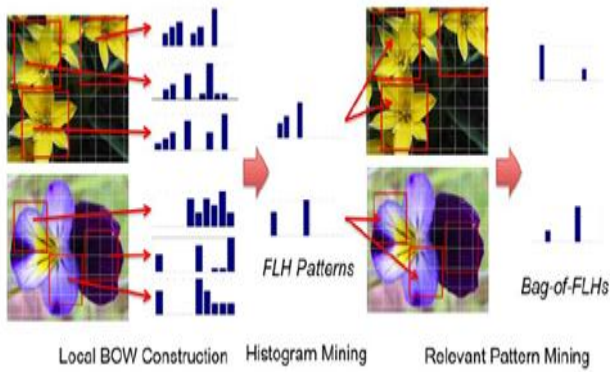 FLH Patterns
Bag-of-FLHs
Local BOW Construction
Histogram Mining
Relevant Pattern Mining